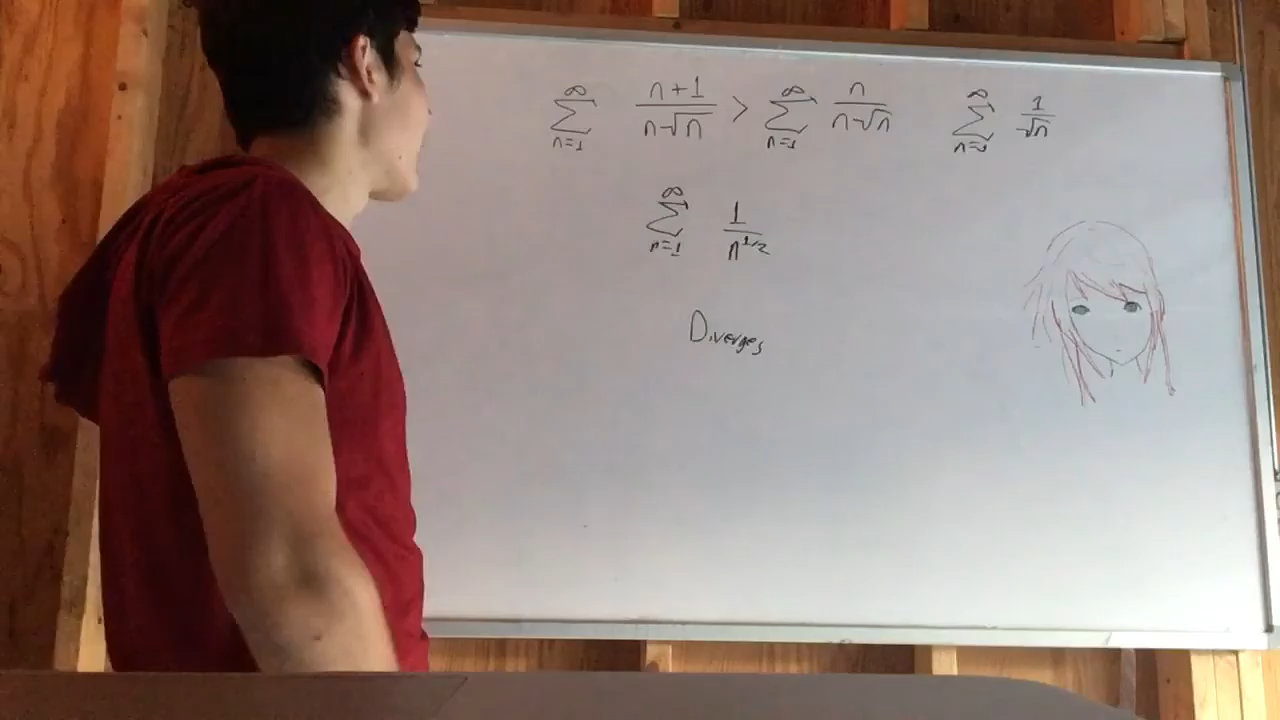 ∞ ∑ n=1 n+1 / n√n > ∞ ∑ n=1 n / n√n ∞ ∑ n=1 1 / √n
∞ ∑ n=1 1 / n^1/2
Diverges